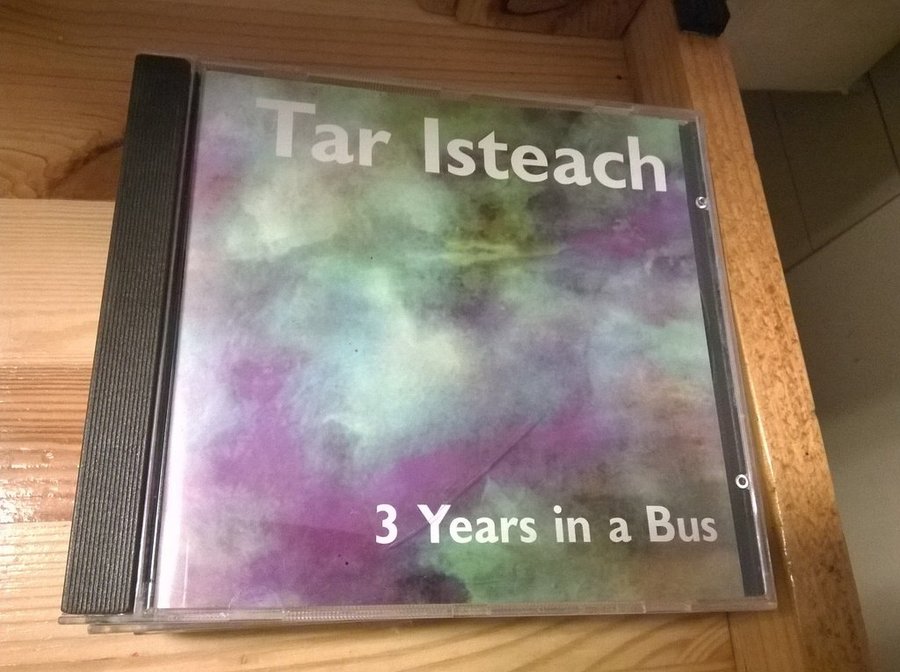 Tar Isteach
3 Years in a Bus